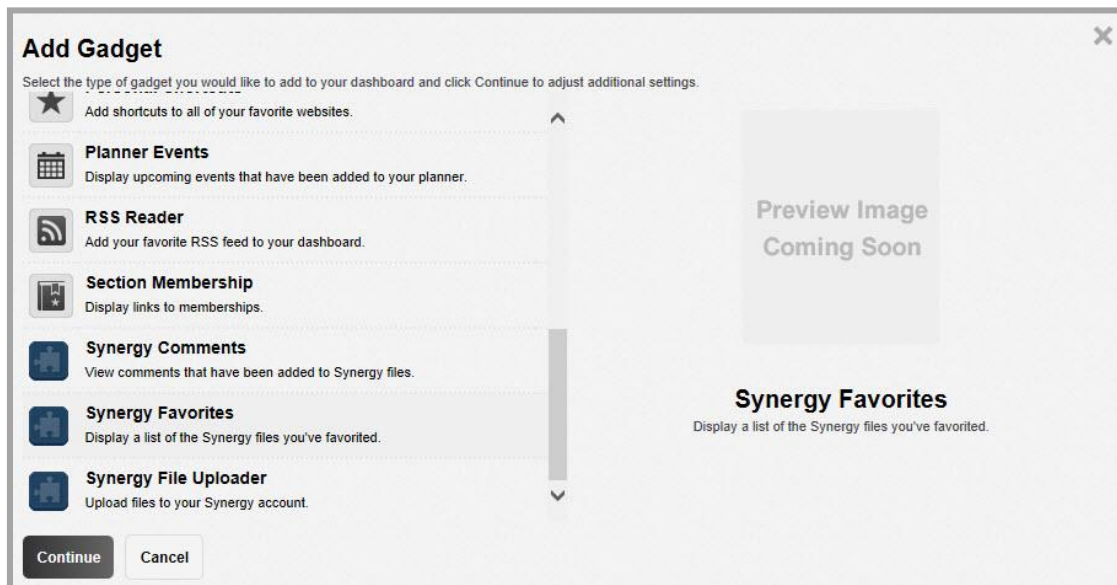 Add Gadget
Select the type of gadget you would like to add to your dashboard and click Continue to adjust additional settings.
Add shortcuts to all of your favorite websites.
Planner Events
Display upcoming events that have been added to your planner.
RSS Reader
Add your favorite RSS feed to your dashboard.
Section Membership
Display links to memberships.
Synergy Comments
View comments that have been added to Synergy files.
Synergy Favorites
Display a list of the Synergy files you've favorited.
Synergy File Uploader
Upload files to your Synergy account.
Preview Image
Coming Soon
Synergy Favorites
Display a list of the Synergy files you've favorited.
Continue
Cancel